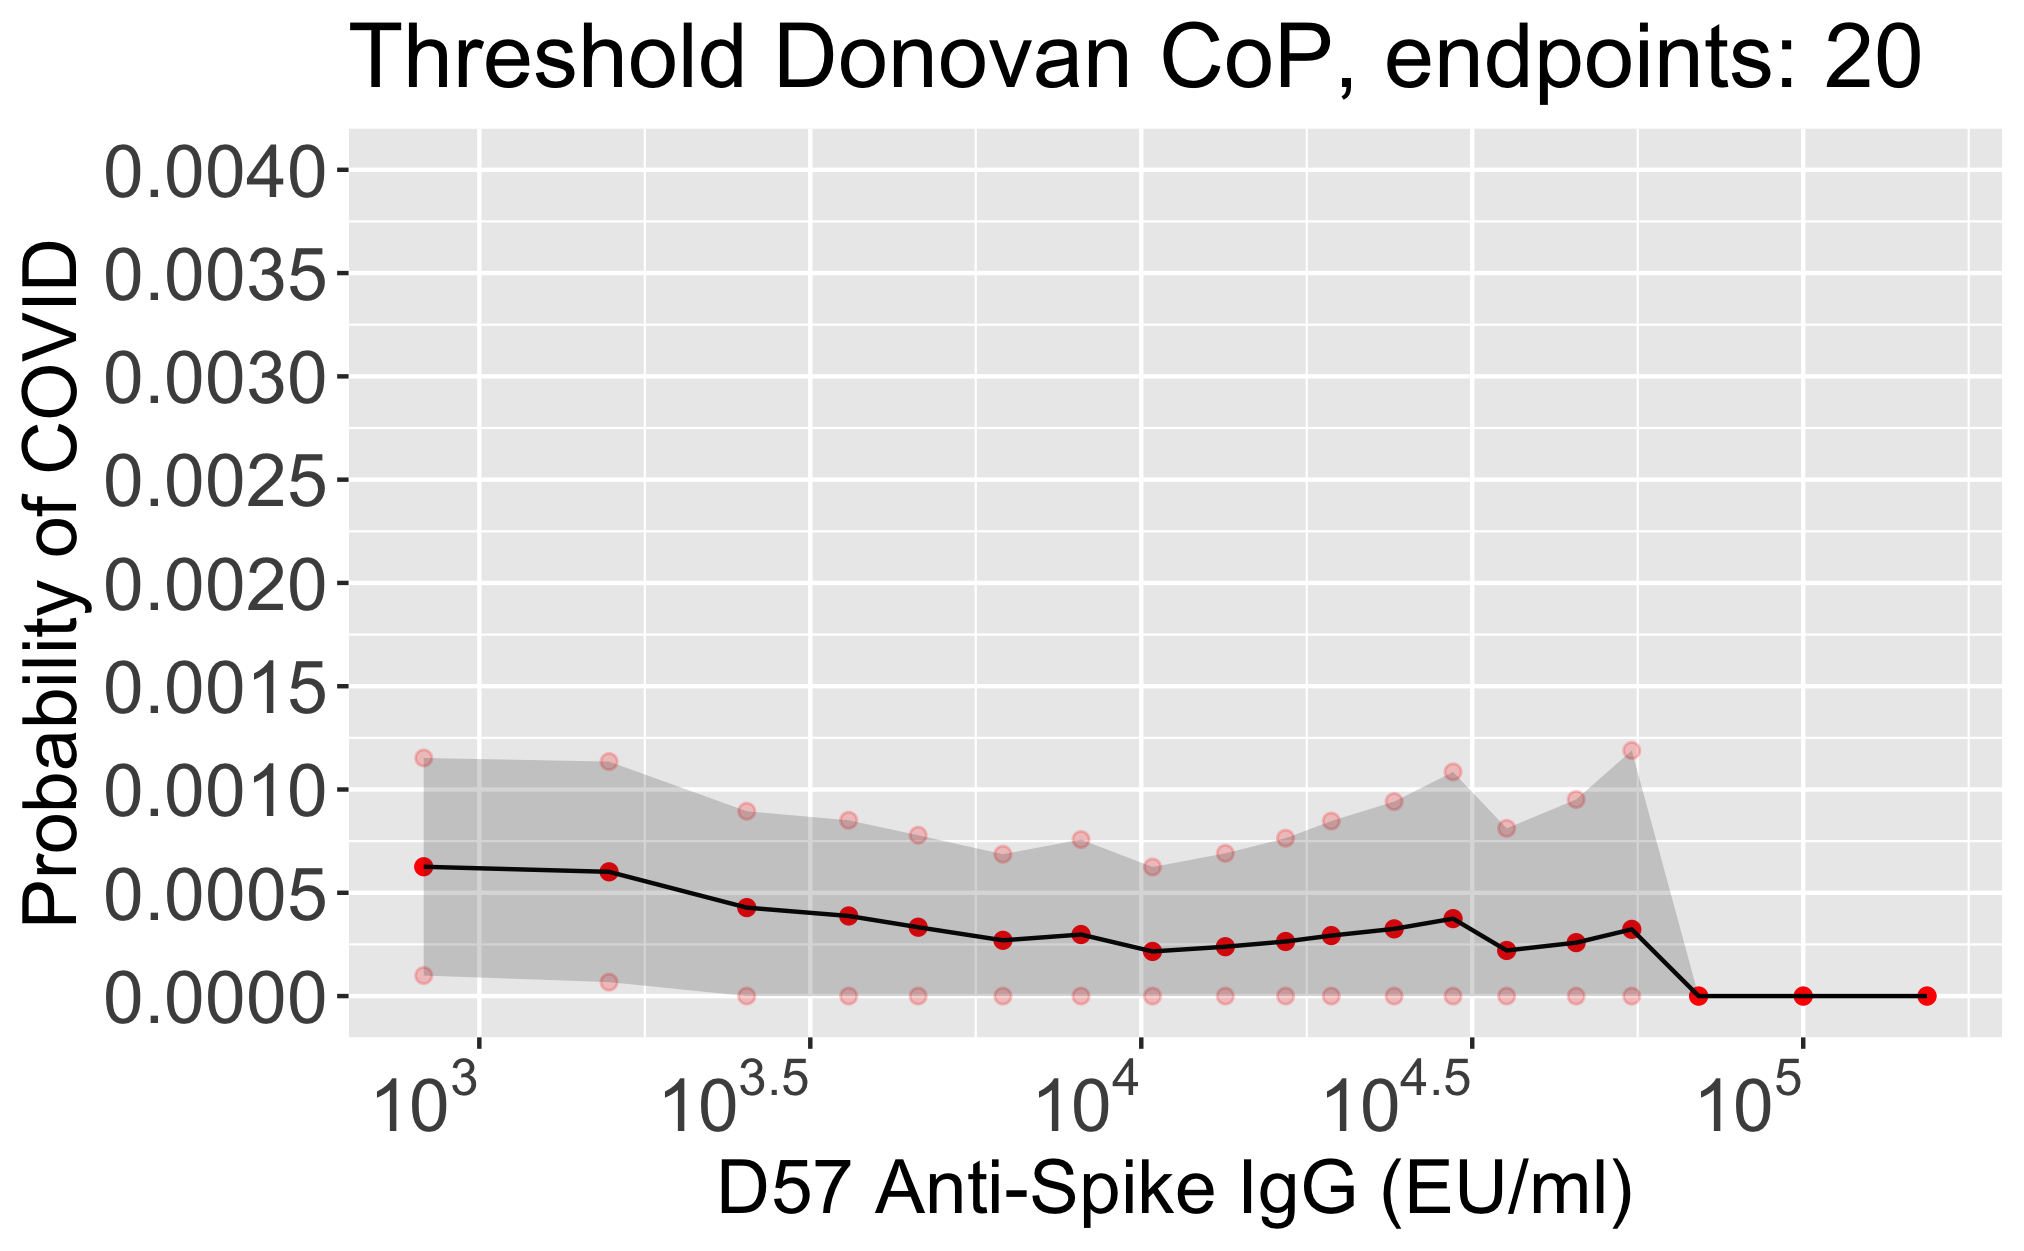 Threshold Donovan CoP, endpoints: 20
Probability of COVID
0.0040
0.0035
0.0030
0.0025
0.0020
0.0015
0.0010
0.0005
0.0000
10^3 10^3.5 10^4 10^4.5 10^5
D57 Anti-Spike IgG (EU/ml)